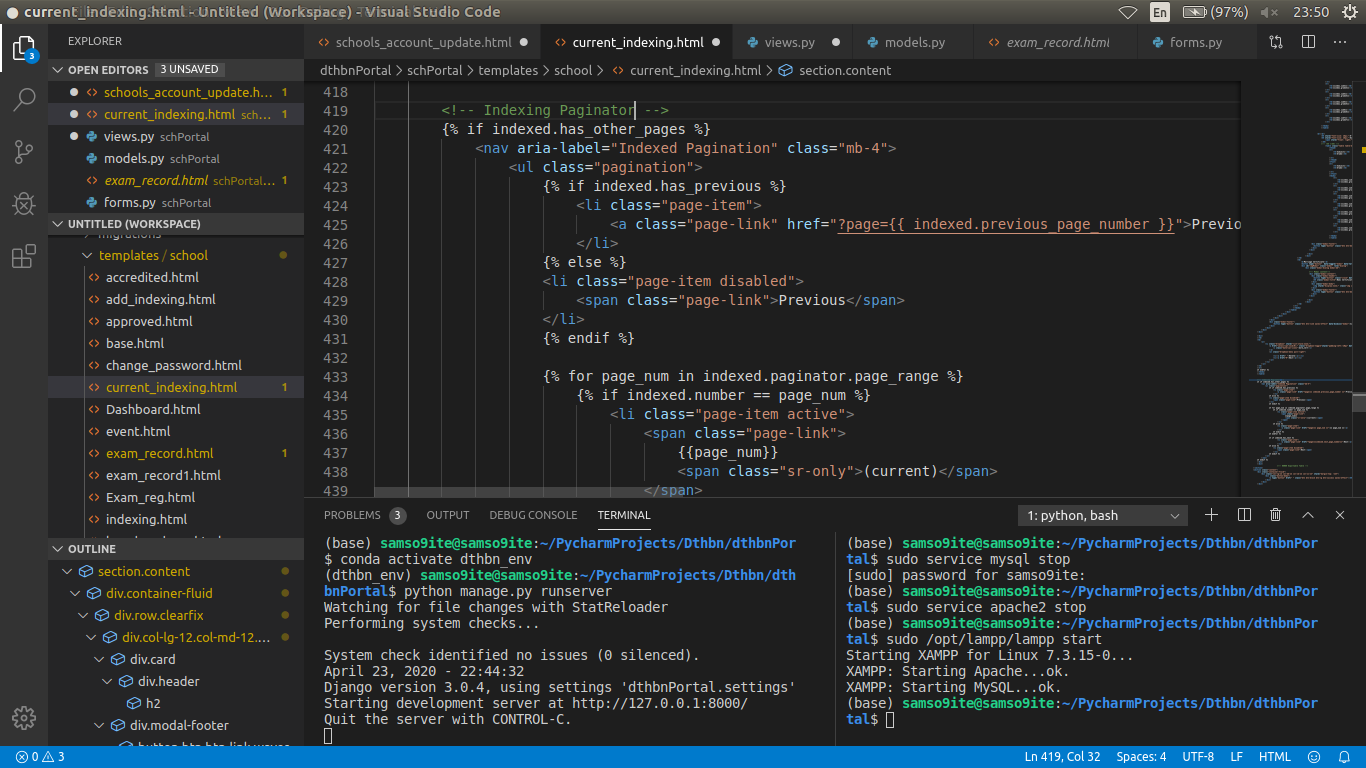 current_indexing.html - Untitled (Workspace) - Visual Studio Code
En (97%) 23:50
EXPLORER
OPEN EDITORS 3 UNSAVED
schools_account_update.h... 1
current_indexing.html sch... 1
views.py schPortal
models.py schPortal
exam_record.html schPortal... 1
forms.py schPortal
UNTITLED (WORKSPACE)
templates / school
accredited.html
add_indexing.html
approved.html
base.html
change_password.html
current_indexing.html 1
Dashboard.html
event.html
exam_record.html 1
exam_record1.html
Exam_reg.html
indexing.html
OUTLINE
section.content
div.container-fluid
div.row.clearfix
div.col-lg-12.col-md-12....
div.card
div.header
h2
div.modal-footer
3
schools_account_update.html current_indexing.html views.py models.py exam_record.html forms.py
dthbnPortal > schPortal > templates > school > current_indexing.html > section.content
418
419 <!-- Indexing Paginator -->
420 {% if indexed.has_other_pages %}
421 <nav aria-label="Indexed Pagination" class="mb-4">
422 <ul class="pagination">
423 {% if indexed.has_previous %}
424 <li class="page-item">
425 <a class="page-link" href="?page={{ indexed.previous_page_number }}">Previo
426 </li>
427 {% else %}
428 <li class="page-item disabled">
429 <span class="page-link">Previous</span>
430 </li>
431 {% endif %}
432
433 {% for page_num in indexed.paginator.page_range %}
434 {% if indexed.number == page_num %}
435 <li class="page-item active">
436 <span class="page-link">
437 {{page_num}}
438 <span class="sr-only">(current)</span>
439 </span>
PROBLEMS 3 OUTPUT DEBUG CONSOLE TERMINAL 1: python, bash
(base) samso9ite@samso9ite:~/PycharmProjects/Dthbn/dthbnPor
$ conda activate dthbn_env
(dthbn_env) samso9ite@samso9ite:~/PycharmProjects/Dthbn/dth
bnPortal$ python manage.py runserver
Watching for file changes with StatReloader
Performing system checks...
System check identified no issues (0 silenced).
April 23, 2020 - 22:44:32
Django version 3.0.4, using settings 'dthbnPortal.settings'
Starting development server at http://127.0.0.1:8000/
Quit the server with CONTROL-C.
(base) samso9ite@samso9ite:~/PycharmProjects/Dthbn/dthbnPor
tal$ sudo service mysql stop
[sudo] password for samso9ite:
(base) samso9ite@samso9ite:~/PycharmProjects/Dthbn/dthbnPor
tal$ sudo service apache2 stop
(base) samso9ite@samso9ite:~/PycharmProjects/Dthbn/dthbnPor
tal$ sudo /opt/lampp/lampp start
Starting XAMPP for Linux 7.3.15-0...
XAMPP: Starting Apache...ok.
XAMPP: Starting MySQL...ok.
(base) samso9ite@samso9ite:~/PycharmProjects/Dthbn/dthbnPor
tal$
0 3 Ln 419, Col 32 Spaces: 4 UTF-8 LF HTML